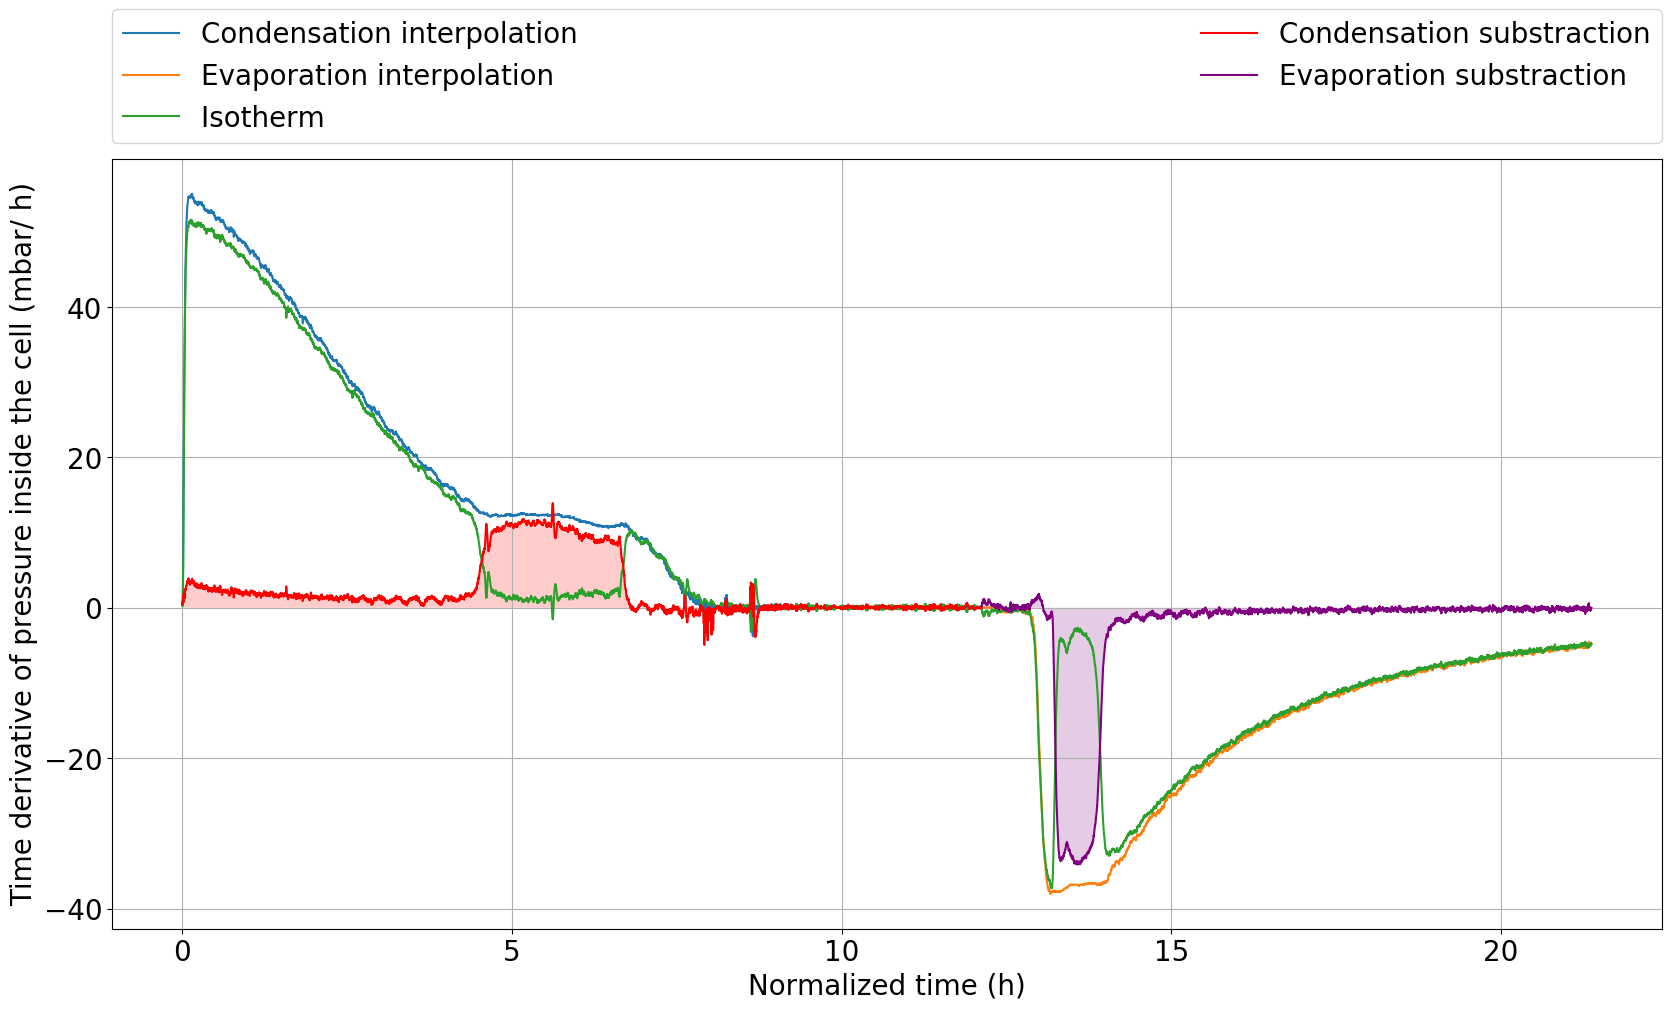 Condensation interpolation
Evaporation interpolation
Isotherm
Condensation substraction
Evaporation substraction
Time derivative of pressure inside the cell (mbar/ h)
40
20
0
−20
−40
0 5 10 15 20
Normalized time (h)